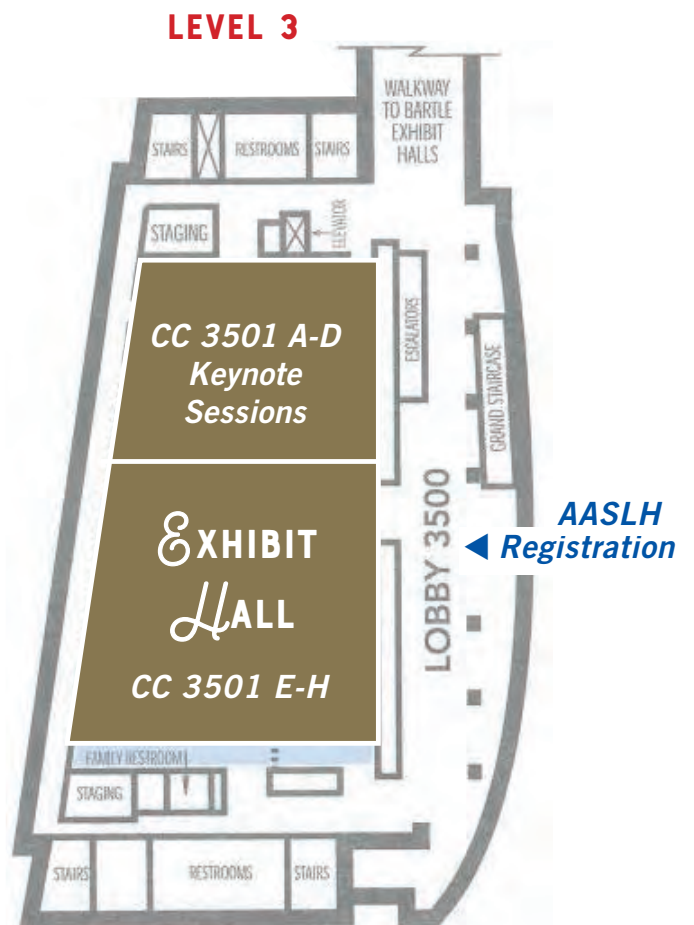 LEVEL 3
WALKWAY
TO BARTLE
EXHIBIT
HALLS
STAIRS
RESTROOMS
STAIRS
STAGING
ELEVATOR
CC 3501 A-D
Keynote
Sessions
ESCALATORS
GRAND STAIRCASE
EXHIBIT
HALL
CC 3501 E-H
LOBBY 3500
AASLH
Registration
FAMILY RESTROOM
STAGING
STAIRS
RESTROOMS
STAIRS